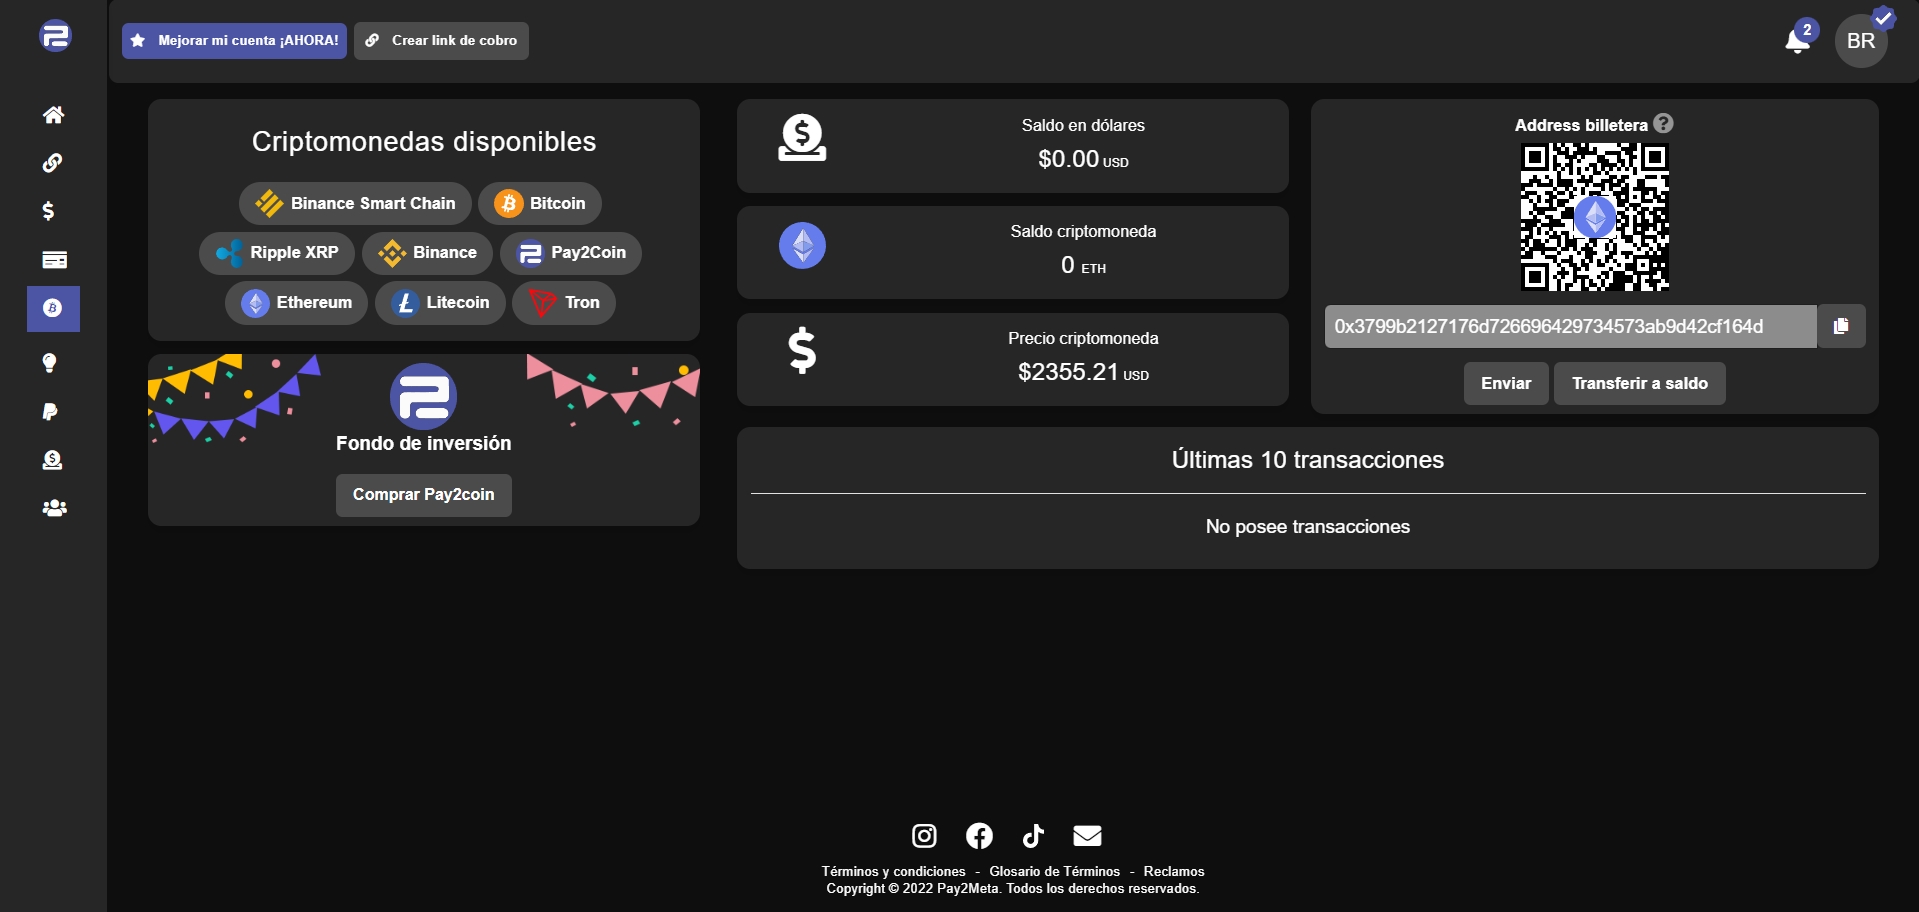 Mejorar mi cuenta ¡AHORA!
Crear link de cobro
2
BR
Criptomonedas disponibles
Binance Smart Chain
Bitcoin
Ripple XRP
Binance
Pay2Coin
Ethereum
Litecoin
Tron
Fondo de inversión
Comprar Pay2coin
Saldo en dólares
$0.00 USD
Saldo criptomoneda
0 ETH
Precio criptomoneda
$2355.21 USD
Address billetera
0x3799b2127176d726696429734573ab9d42cf164d
Enviar
Transferir a saldo
Últimas 10 transacciones
No posee transacciones
Términos y condiciones - Glosario de Términos - Reclamos
Copyright © 2022 Pay2Meta. Todos los derechos reservados.